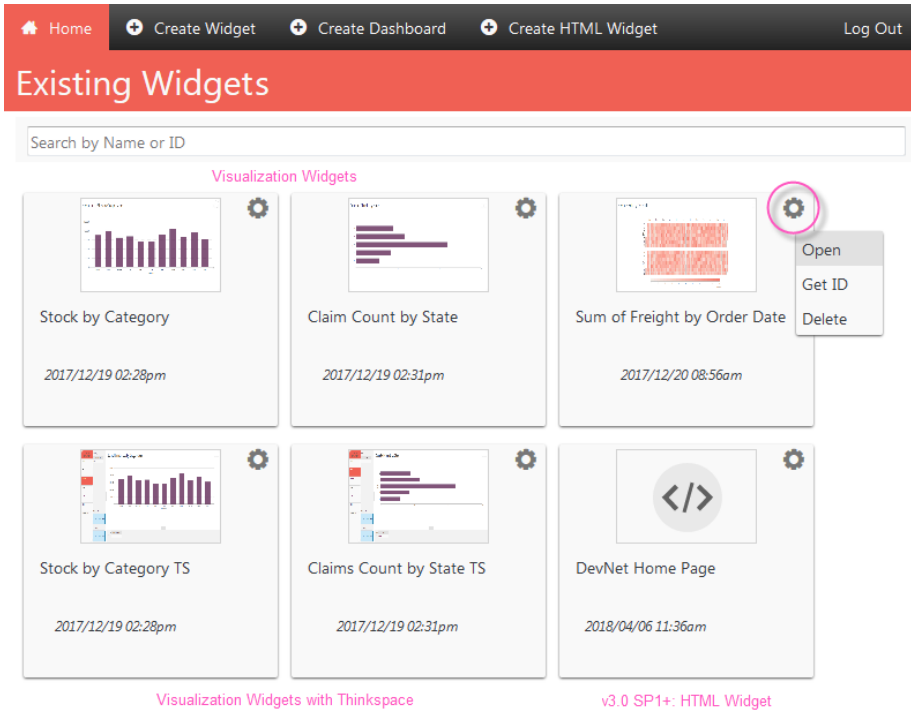 Home Create Widget Create Dashboard Create HTML Widget Log Out
Existing Widgets
Search by Name or ID
Visualization Widgets
Open
Get ID
Stock by Category Claim Count by State Sum of Freight by Order Date Delete
2017/12/19 02:28pm 2017/12/19 02:31pm 2017/12/20 08:56am
</>
Stock by Category TS Claims Count by State TS DevNet Home Page
2017/12/19 02:28pm 2017/12/19 02:31pm 2018/04/06 11:36am
Visualization Widgets with Thinkspace v3.0 SP1+: HTML Widget